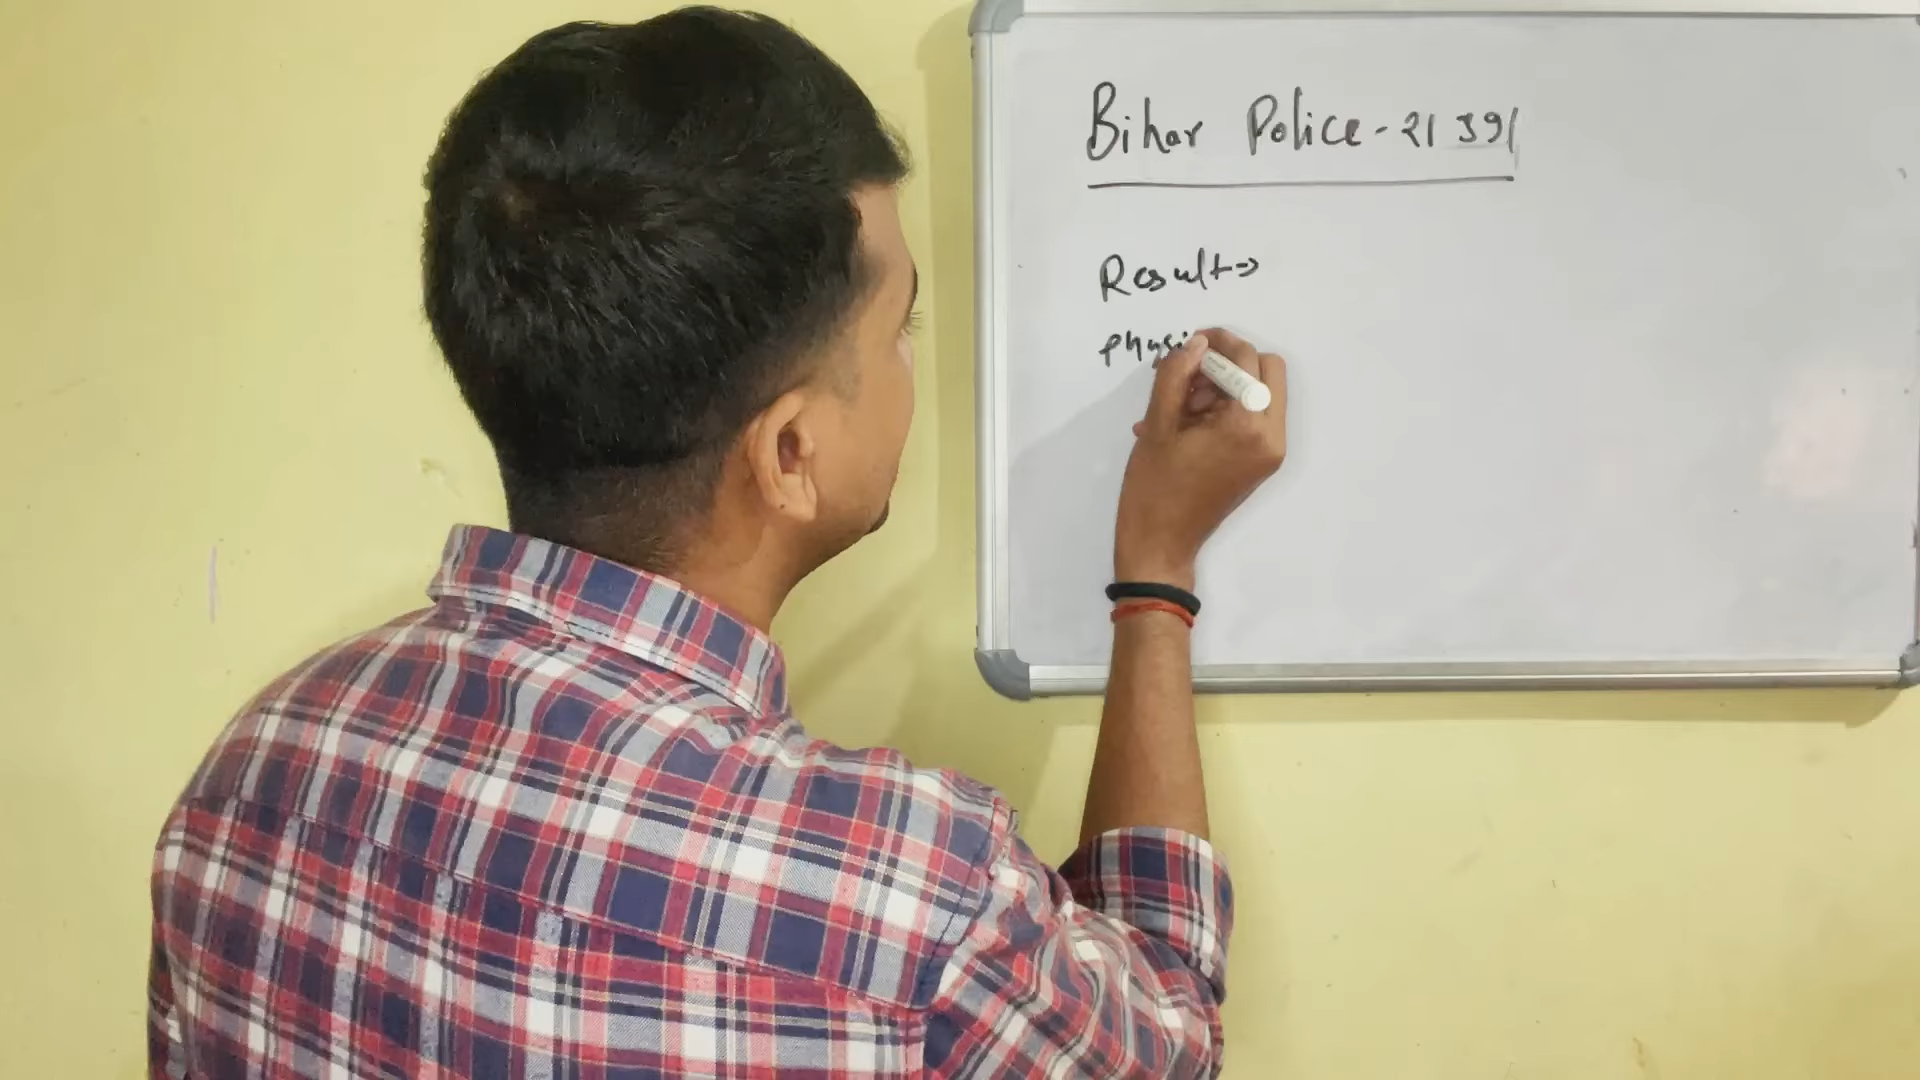 Bihar Police - 21391
Result ⇒
Physi